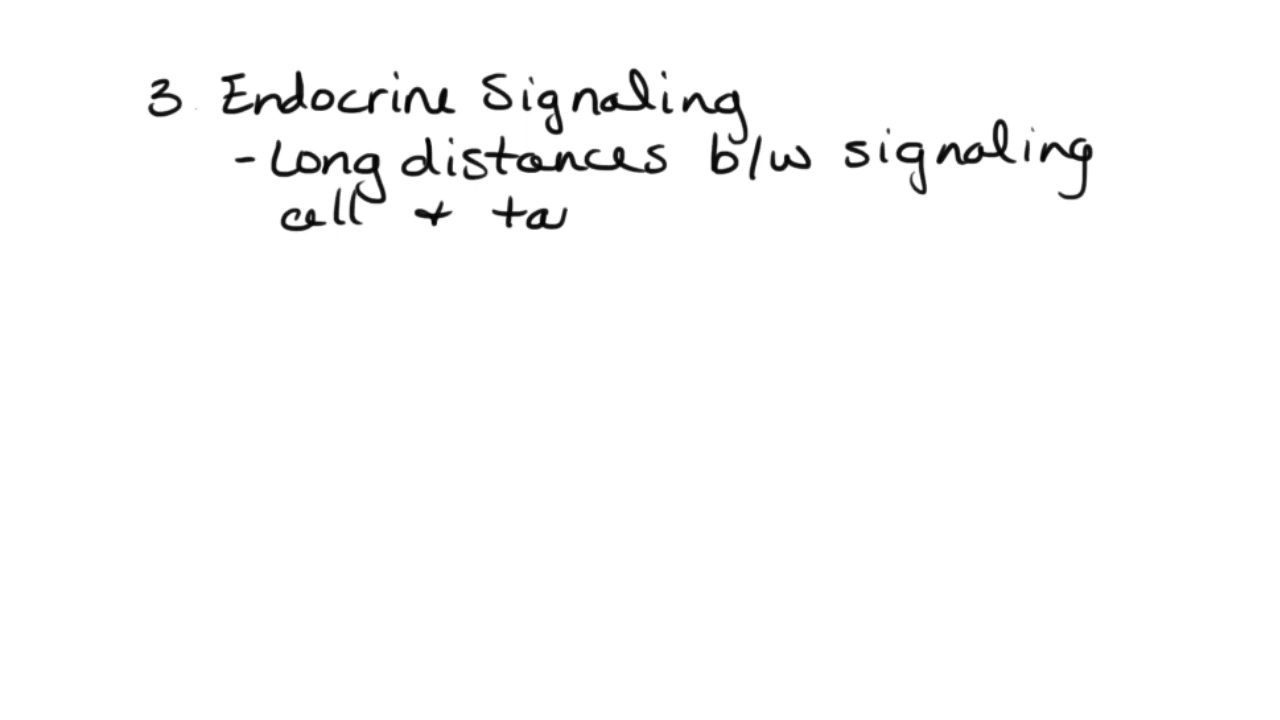 3. Endocrine Signaling
- Long distances b/w signaling
cell & ta